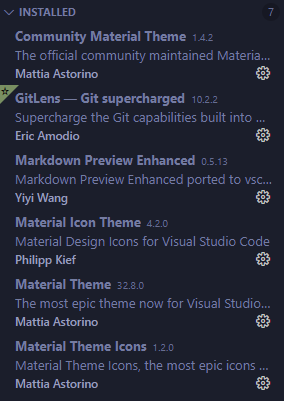 INSTALLED 7
Community Material Theme 1.4.2
The official community maintained Materia...
Mattia Astorino
GitLens — Git supercharged 10.2.2
Supercharge the Git capabilities built into ...
Eric Amodio
Markdown Preview Enhanced 0.5.13
Markdown Preview Enhanced ported to vsc...
Yiyi Wang
Material Icon Theme 4.2.0
Material Design Icons for Visual Studio Code
Philipp Kief
Material Theme 32.8.0
The most epic theme now for Visual Studio...
Mattia Astorino
Material Theme Icons 1.2.0
Material Theme Icons, the most epic icons ...
Mattia Astorino